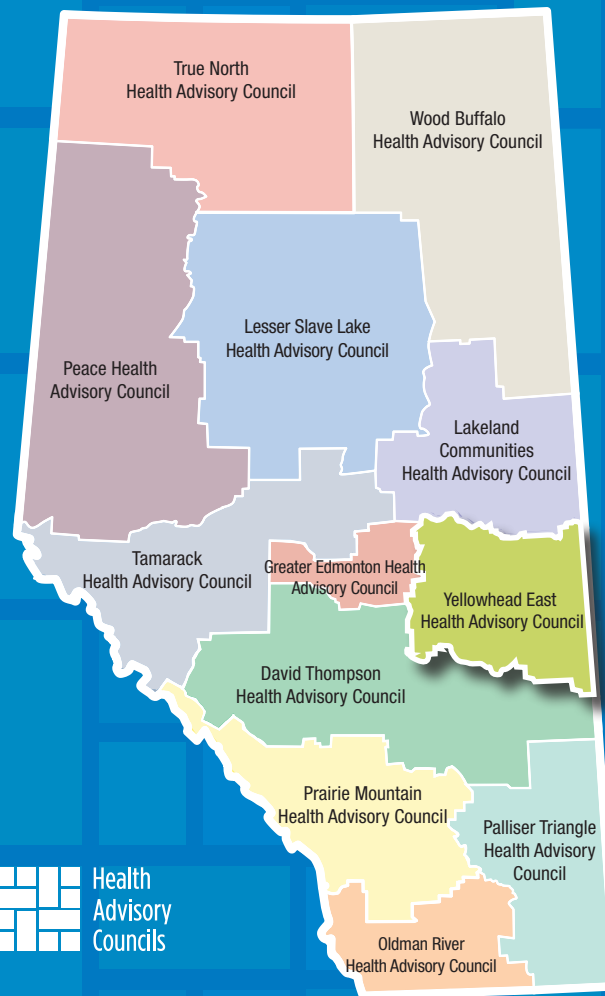 True North
Health Advisory Council
Wood Buffalo
Health Advisory Council
Lesser Slave Lake
Health Advisory Council
Peace Health
Advisory Council
Lakeland
Communities
Health Advisory Council
Tamarack
Health Advisory Council
Greater Edmonton Health
Advisory Council
Yellowhead East
Health Advisory Council
David Thompson
Health Advisory Council
Prairie Mountain
Health Advisory Council
Palliser Triangle
Health Advisory
Council
Oldman River
Health Advisory Council
Health
Advisory
Councils